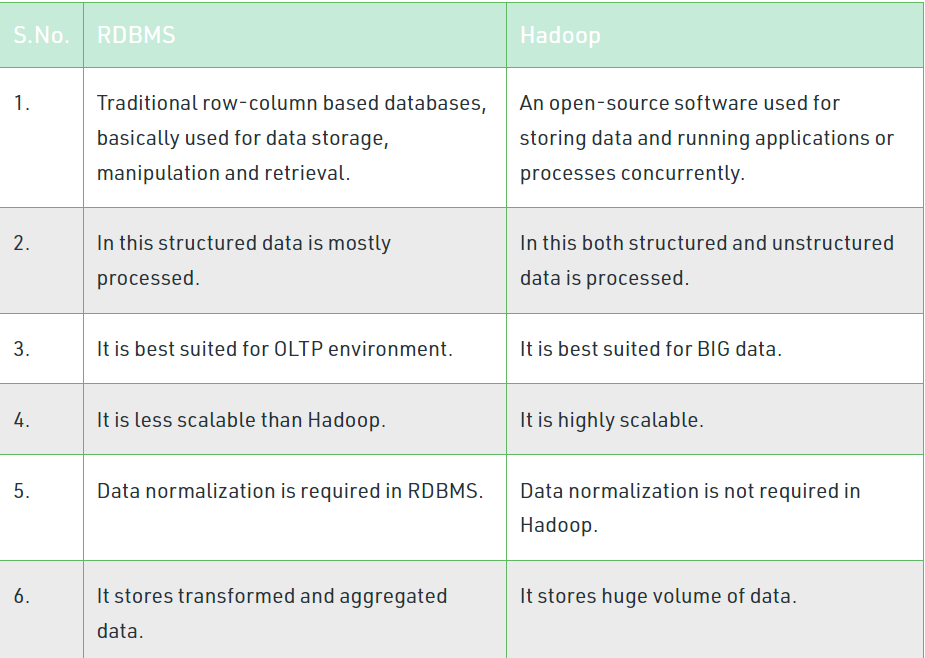 S.No. RDBMS Hadoop
1. Traditional row-column based databases, An open-source software used for
basically used for data storage, storing data and running applications or
manipulation and retrieval. processes concurrently.
2. In this structured data is mostly In this both structured and unstructured
processed. data is processed.
3. It is best suited for OLTP environment. It is best suited for BIG data.
4. It is less scalable than Hadoop. It is highly scalable.
5. Data normalization is required in RDBMS. Data normalization is not required in
Hadoop.
6. It stores transformed and aggregated It stores huge volume of data.
data.